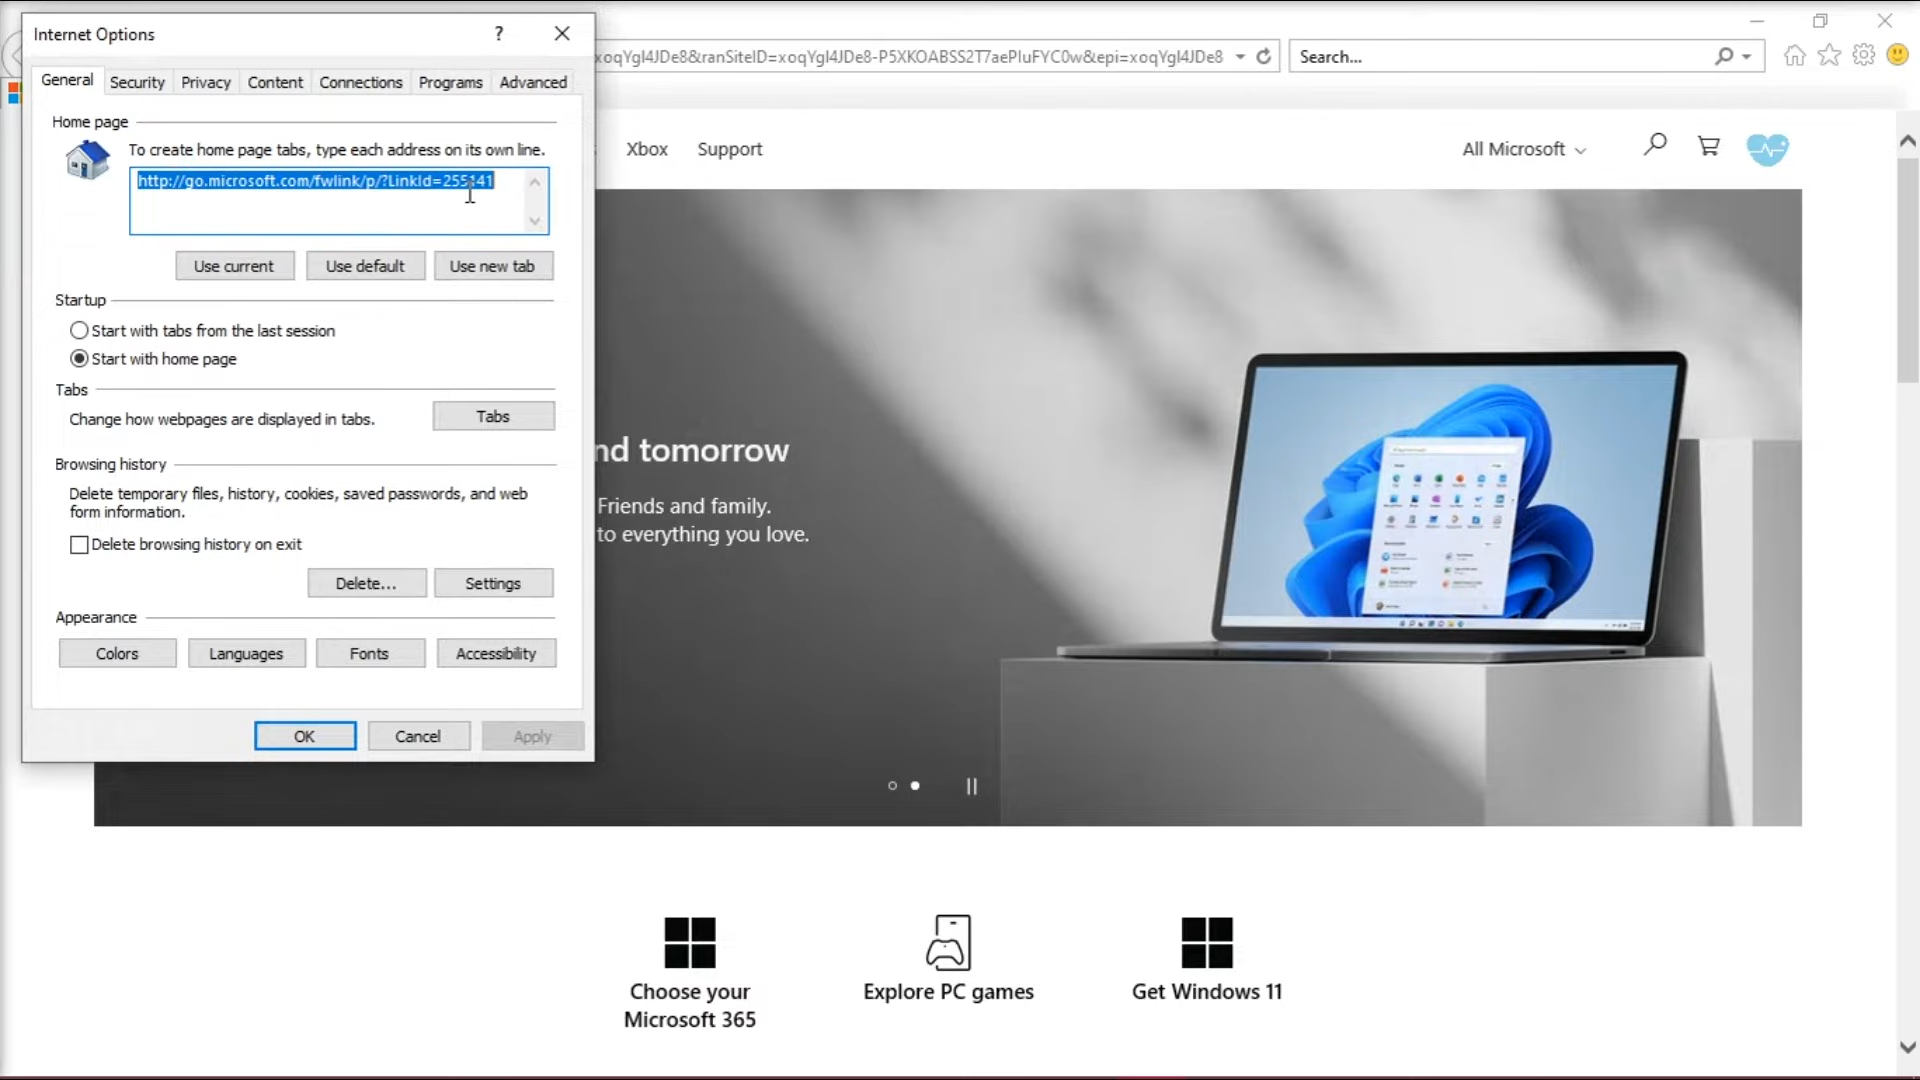 Internet Options
?
xoqYgI4JDe8&ranSiteID=xoqYgI4JDe8-P5XKOABSS2T7aePluFYC0w&epi=xoqYgI4JDe8
Search...
General Security Privacy Content Connections Programs Advanced
Home page
To create home page tabs, type each address on its own line.
http://go.microsoft.com/fwlink/p/?LinkId=255141
Use current Use default Use new tab
Startup
Start with tabs from the last session
Start with home page
Tabs
Change how webpages are displayed in tabs.
Tabs
Browsing history
Delete temporary files, history, cookies, saved passwords, and web
form information.
Delete browsing history on exit
Delete... Settings
Appearance
Colors Languages Fonts Accessibility
OK Cancel Apply
Xbox Support All Microsoft
nd tomorrow
Friends and family.
to everything you love.
Choose your
Microsoft 365
Explore PC games
Get Windows 11